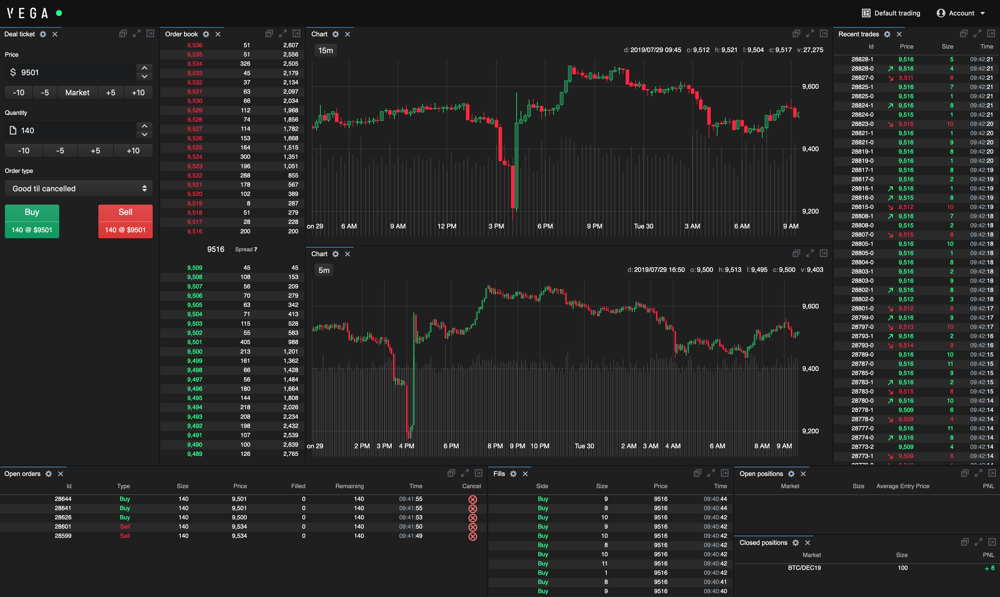 VEGA
Default trading Account
Deal ticket
Price
$ 9501
-10 -5 Market +5 +10
Quantity
140
-10 -5 +5 +10
Order type
Good til cancelled
Buy Sell
140 @ $9501 140 @ $9501
Order book
9,536 51 2,607
9,535 51 2,556
9,534 326 2,505
9,533 45 2,179
9,532 37 2,134
9,531 63 2,097
9,530 66 2,034
9,529 112 1,968
9,528 74 1,856
9,527 114 1,782
9,526 153 1,668
9,525 164 1,515
9,524 300 1,351
9,523 196 1,051
9,522 288 855
9,521 178 567
9,520 102 389
9,519 8 287
9,518 51 279
9,517 28 228
9,516 200 200
9516 Spread 7
9,509 45 45
9,508 108 153
9,507 56 209
9,506 70 279
9,505 63 342
9,504 71 413
9,503 115 528
9,502 55 583
9,501 405 988
9,500 213 1,201
9,499 161 1,362
9,498 66 1,428
9,497 56 1,484
9,496 180 1,664
9,495 144 1,808
9,494 218 2,026
9,493 208 2,234
9,492 198 2,432
9,491 107 2,539
9,490 100 2,639
9,489 126 2,765
Chart
15m d:2019/07/29 09:45 o:9,512 h:9,521 l:9,504 c:9,517 v:27,275
9,600
9,400
9,200
on 29 6 AM 9 AM 12 PM 3 PM 6 PM 9 PM Tue 30 3 AM 6 AM 9 AM
Chart
5m d:2019/07/29 16:50 o:9,500 h:9,513 l:9,495 c:9,500 v:9,403
9,600
9,400
9,200
on 29 2 PM 3 PM 4 PM 6 PM 8 PM 9 PM 10 PM Tue 30 2 AM 3 AM 4 AM 6 AM 8 AM 9 AM
Recent trades
Id Price Size Time
28828-1 9,516 5 09:42:21
28828-0 9,516 4 09:42:21
28827-0 9,511 8 09:42:21
28825-1 9,516 7 09:42:21
28825-0 9,516 1 09:42:21
28824-1 9,516 8 09:42:21
28824-0 9,515 1 09:42:21
28823-0 9,515 10 09:42:20
28821-1 9,516 1 09:42:20
28821-0 9,516 9 09:42:20
28819-1 9,516 8 09:42:20
28819-0 9,516 1 09:42:20
28817-1 9,516 8 09:42:19
28817-0 9,516 2 09:42:19
28816-1 9,516 1 09:42:19
28816-0 9,515 8 09:42:19
28815-0 9,512 10 09:42:19
28808-1 9,516 7 09:42:18
28808-0 9,515 2 09:42:18
28807-0 9,515 8 09:42:18
28805-1 9,516 10 09:42:18
28805-0 9,516 1 09:42:18
28804-0 9,516 8 09:42:18
28803-1 9,516 2 09:42:18
28803-0 9,516 9 09:42:18
28802-1 9,516 8 09:42:18
28802-0 9,512 3 09:42:18
28801-0 9,512 8 09:42:17
28799-0 9,516 9 09:42:17
28797-0 9,513 10 09:42:17
28793-1 9,516 2 09:42:16
28793-0 9,514 9 09:42:16
28789-0 9,516 10 09:42:15
28787-0 9,516 11 09:42:15
28785-0 9,516 9 09:42:15
28783-1 9,516 2 09:42:15
28783-0 9,515 8 09:42:15
28780-0 9,516 10 09:42:14
28778-1 9,509 6 09:42:14
28778-0 9,509 4 09:42:14
28777-0 9,516 11 09:42:14
28774-0 9,516 8 09:42:14
28773-2 9,509 4 09:42:14
28773-1 9,509 6 09:42:14
Open orders
Id Type Size Price Filled Remaining Time Cancel
28644 Buy 140 9,501 0 140 09:41:55
28641 Buy 140 9,501 0 140 09:41:55
28626 Buy 140 9,500 0 140 09:41:53
28601 Sell 140 9,534 0 140 09:41:50
28599 Sell 140 9,534 0 140 09:41:49
Fills
Side Size Price Time
Buy 9 9516 09:40:44
Buy 9 9516 09:40:44
Buy 10 9516 09:40:42
Buy 9 9516 09:40:42
Buy 10 9516 09:40:42
Buy 8 9516 09:40:42
Buy 10 9516 09:40:42
Buy 11 9516 09:40:42
Buy 1 9516 09:40:42
Buy 8 9516 09:40:41
Buy 9 9516 09:40:40
Open positions
Market Size Average Entry Price PNL
Closed positions
Market Size PNL
BTC/DEC19 100 + 8